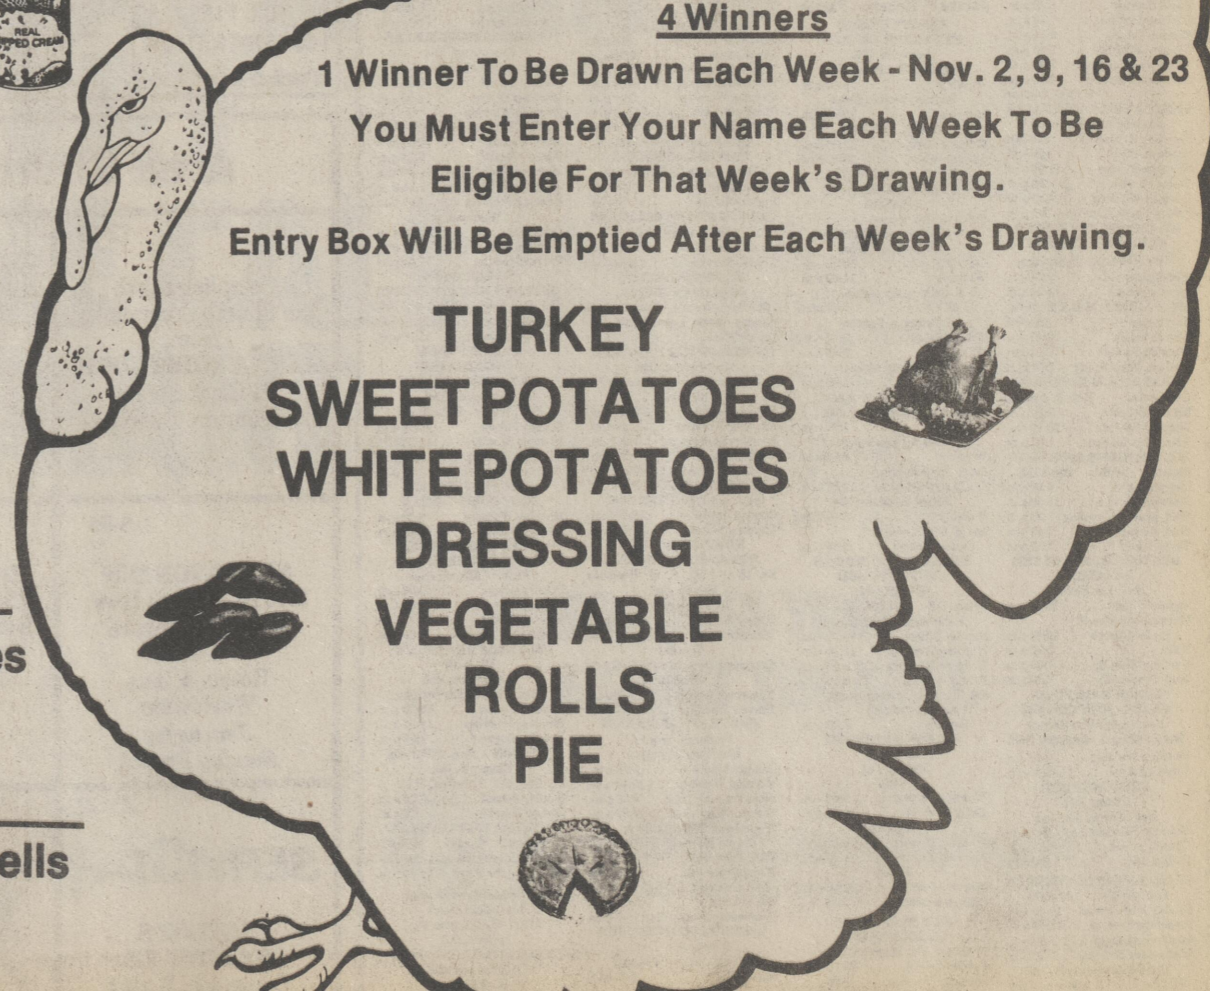 REAL
4 Winners
1 Winner To Be Drawn Each Week - Nov. 2, 9, 16 & 23
You Must Enter Your Name Each Week To Be
Eligible For That Week's Drawing.
Entry Box Will Be Emptied After Each Week's Drawing.
TURKEY
SWEET POTATOES
WHITE POTATOES
DRESSING
VEGETABLE
ROLLS
PIE
es
ells